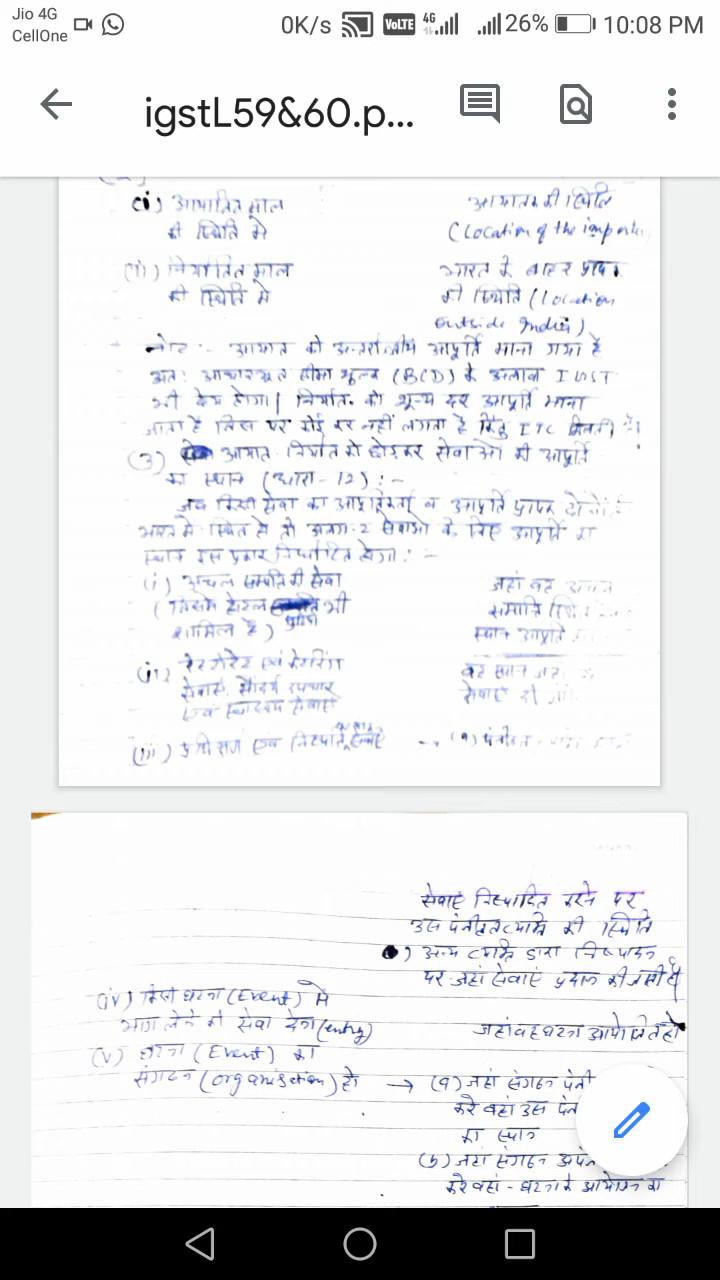 Jio 4G
CellOne
0K/s VoLTE 4G 26% 10:08 PM
igstL59&60.p...
(i) आयातित माल आयातक की स्थिति
की स्थिति मे (Location of the importer)
(ii) निर्यातित माल भारत के बाहर
की स्थिति मे की स्थिति (Location
outside India)
नोट :- आयात को अन्तर्राज्यीय आपूर्ति माना गया है
अतः आधारभूत सीमा शुल्क (BCD) के अलावा IGST
भी देय होगा। निर्यात को शून्य दर आपूर्ति माना
जाता है जिस पर कोई कर नहीं लगता है किंतु ITC मिलती है।
(3) आयात निर्यात को छोड़कर सेवाओं की आपूर्ति
का स्थान (धारा-12) :-
जब किसी सेवा का आपूर्तिकर्ता व आपूर्ति प्रापक दोनों
भारत मे स्थित हो तो अलग-2 सेवाओं के लिए आपूर्ति का
स्थान इस प्रकार निर्धारित होगा :-
(i) अचल सम्पत्ति की सेवा जहां वह अचल
(जिसमे होटल सुविधा भी सम्पत्ति स्थित
शामिल है) स्थान आपूर्ति
(ii) रेस्टोरेंट एवं केटरिंग वह स्थान जहां
सेवाएं, सौंदर्य उपचार सेवाएं दी
एवं स्वास्थ्य सेवाएं
(iii) प्रशिक्षण एवं निष्पादन → (a) पंजीकृत
सेवाएं निष्पादित करने पर
उस पंजीकृत व्यक्ति की स्थिति
) अन्य व्यक्ति द्वारा निष्पादन
पर जहां सेवाएं प्रदान की जाती है
(iv) किसी घटना (Event) मे
भाग लेने की सेवा देना (entry) जहां वह घटना आयोजित हो
(v) घटना (Event) का
संगठन (organisation) हो → (a) जहां संगठन पंजी
करे वहां उस पंज
का स्थान
(b) जहां संगठन अपंज
करे वहां - घटना के आयोजन का